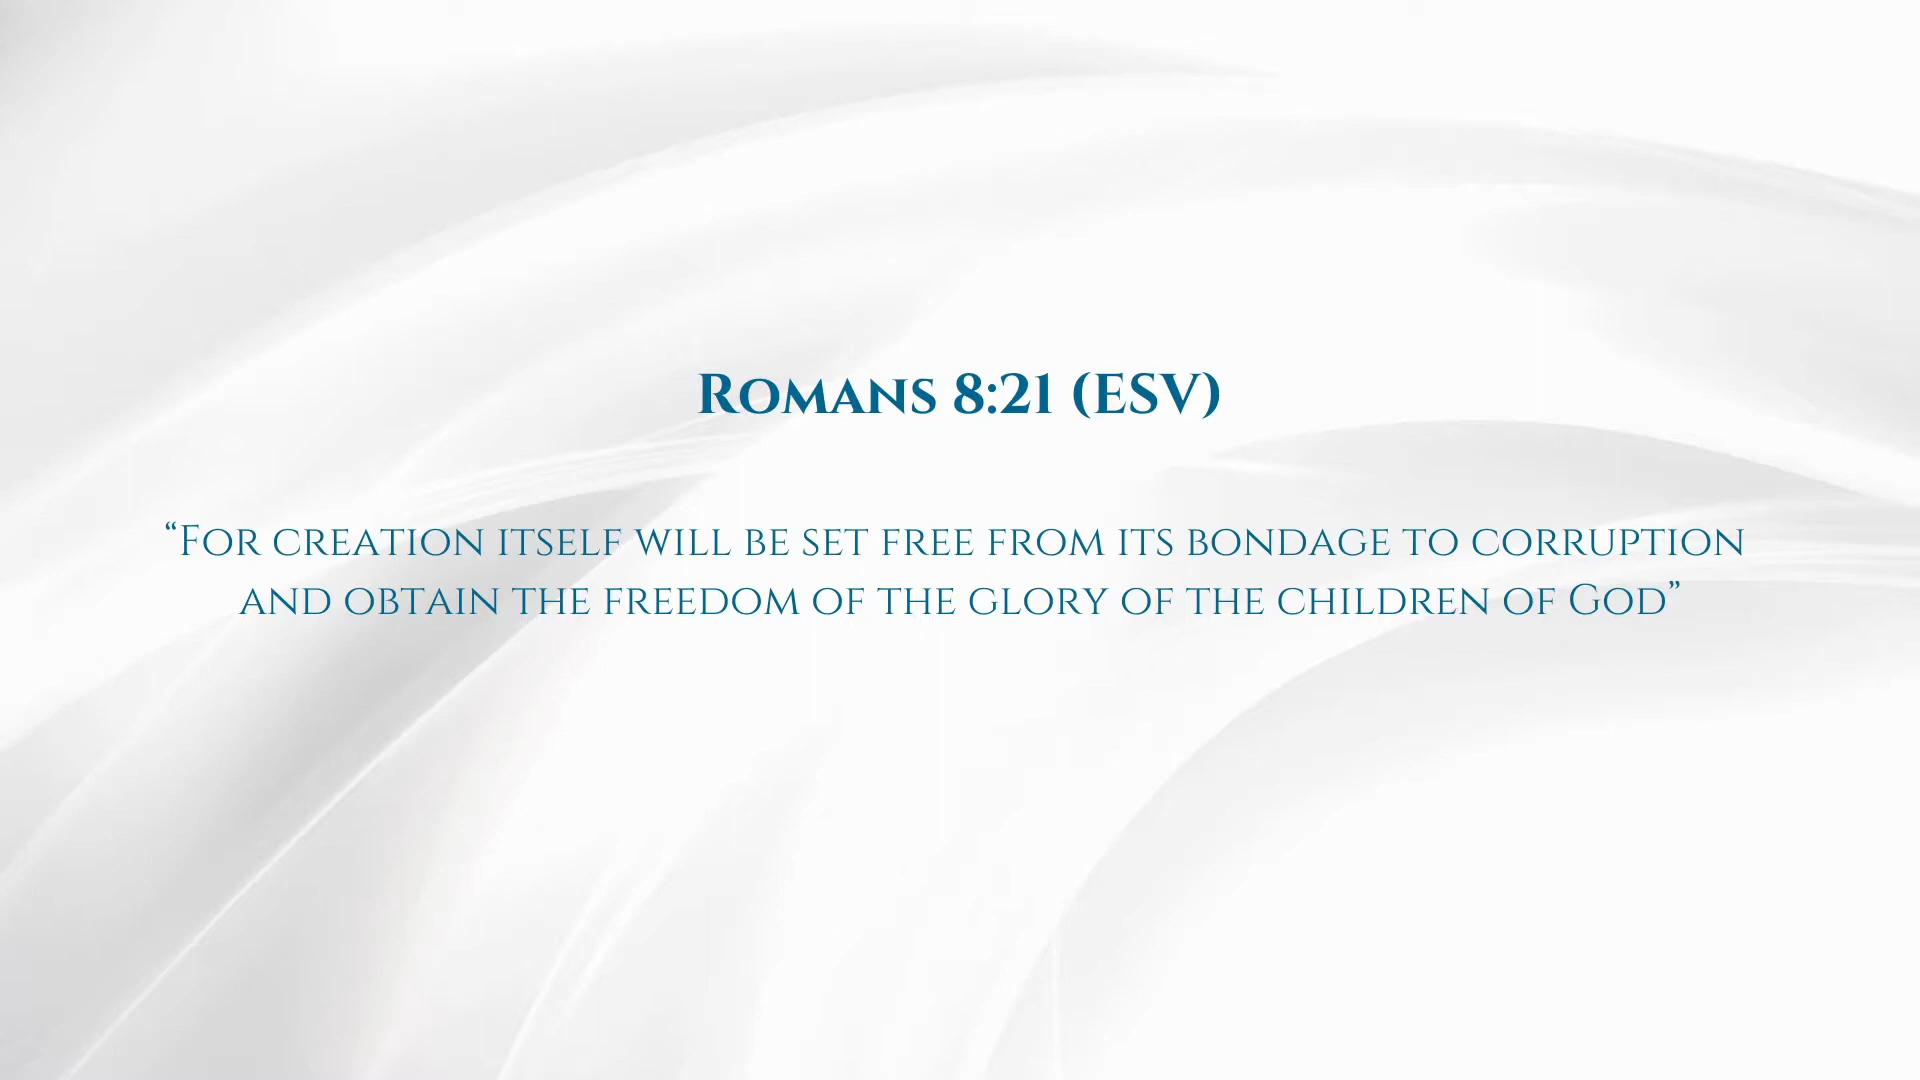 Romans 8:21 (ESV)
“For creation itself will be set free from its bondage to corruption
and obtain the freedom of the glory of the children of God”